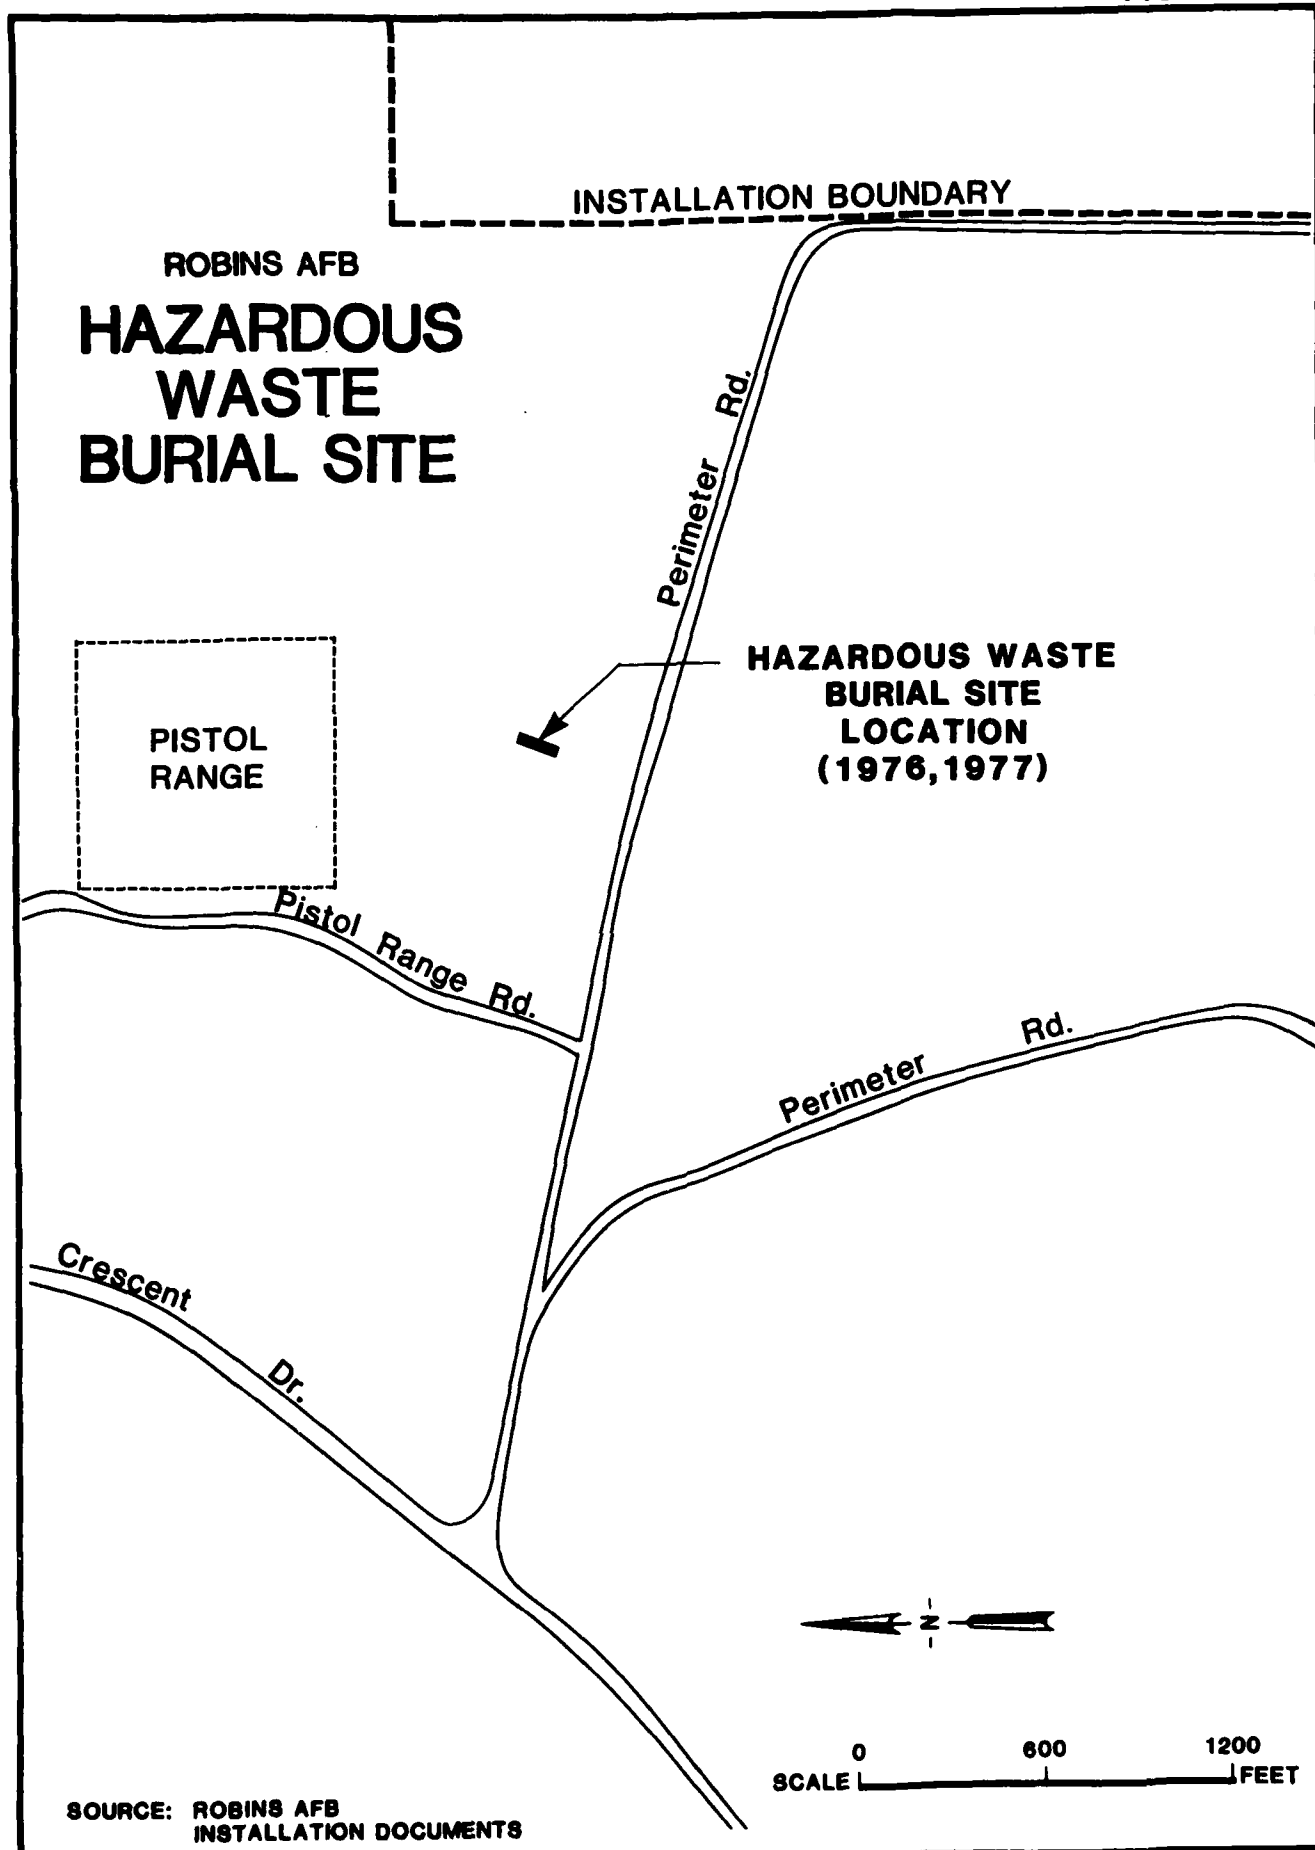 INSTALLATION BOUNDARY
ROBINS AFB
HAZARDOUS
WASTE
BURIAL SITE
Perimeter Rd.
HAZARDOUS WASTE
BURIAL SITE
LOCATION
(1976,1977)
PISTOL
RANGE
Pistol Range Rd.
Perimeter Rd.
Crescent Dr.
N
0 600 1200
SCALE FEET
SOURCE: ROBINS AFB
INSTALLATION DOCUMENTS